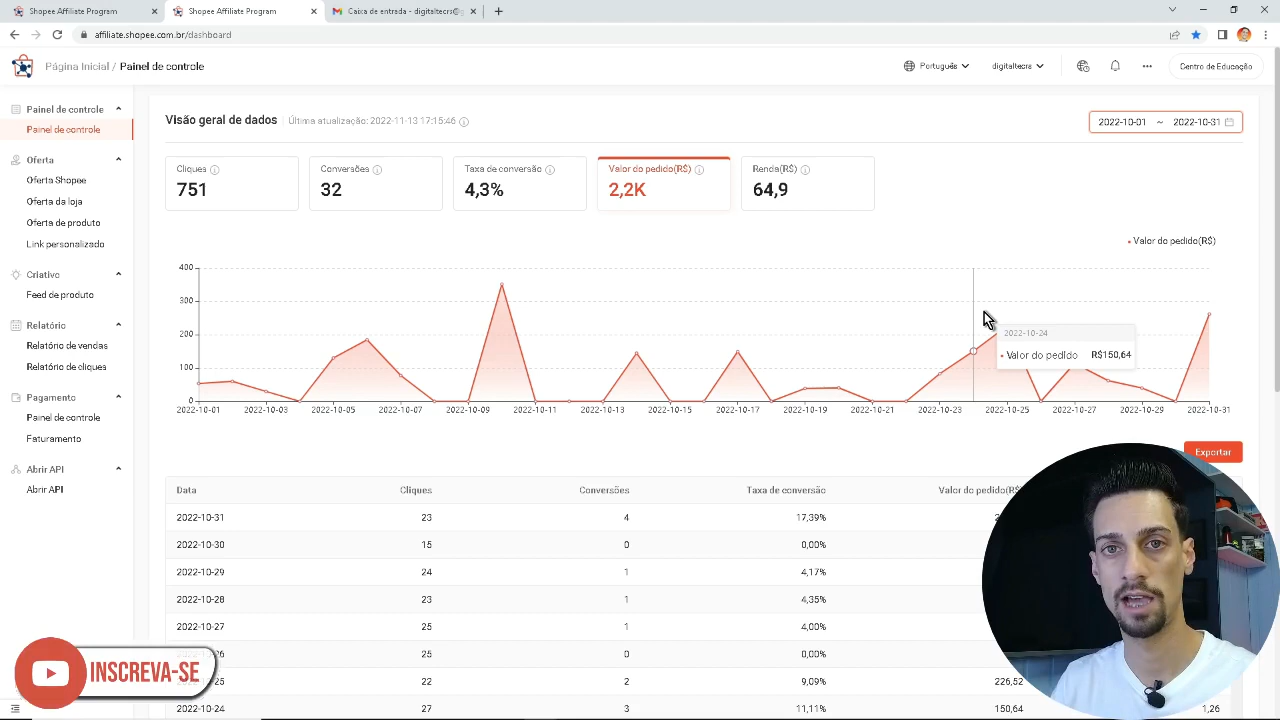 Shopee Affiliate Program
Shopee Affiliate Program
Caixa de entrada - digitaltecrs@g
affiliate.shopee.com.br/dashboard
Página Inicial / Painel de controle
Português
digitaltecrs
Centro de Educação
Painel de controle
Painel de controle
Oferta
Oferta Shopee
Oferta da loja
Oferta de produto
Link personalizado
Criativo
Feed de produto
Relatório
Relatório de vendas
Relatório de cliques
Pagamento
Painel de controle
Faturamento
Abrir API
Abrir API
Visão geral de dados
Última atualização: 2022-11-13 17:15:46
2022-10-01 ~ 2022-10-31
Cliques
751
Conversões
32
Taxa de conversão
4,3%
Valor do pedido(R$)
2,2K
Renda(R$)
64,9
Valor do pedido(R$)
400
300
200
100
0
2022-10-24
Valor do pedido R$150,64
2022-10-01 2022-10-03 2022-10-05 2022-10-07 2022-10-09 2022-10-11 2022-10-13 2022-10-15 2022-10-17 2022-10-19 2022-10-21 2022-10-23 2022-10-25 2022-10-27 2022-10-29 2022-10-31
Exportar
Data Cliques Conversões Taxa de conversão Valor do pedido(R$
2022-10-31 23 4 17,39%
2022-10-30 15 0 0,00%
2022-10-29 24 1 4,17%
2022-10-28 23 1 4,35%
2022-10-27 25 1 4,00%
25 0 0,00%
22 2 9,09% 226,52
2022-10-24 27 3 11,11% 150,64 1,26
INSCREVA-SE